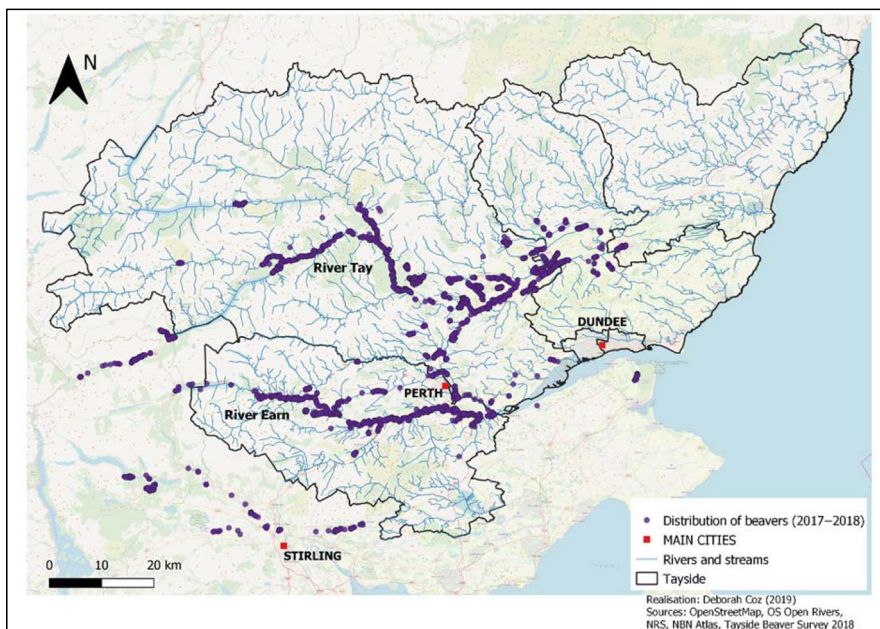 N
River Tay
DUNDEE
PERTH
River Earn
STIRLING
0 10 20 km
Distribution of beavers (2017–2018)
MAIN CITIES
Rivers and streams
Tayside
Realisation: Deborah Coz (2019)
Sources: OpenStreetMap, OS Open Rivers,
NRS, NBN Atlas, Tayside Beaver Survey 2018